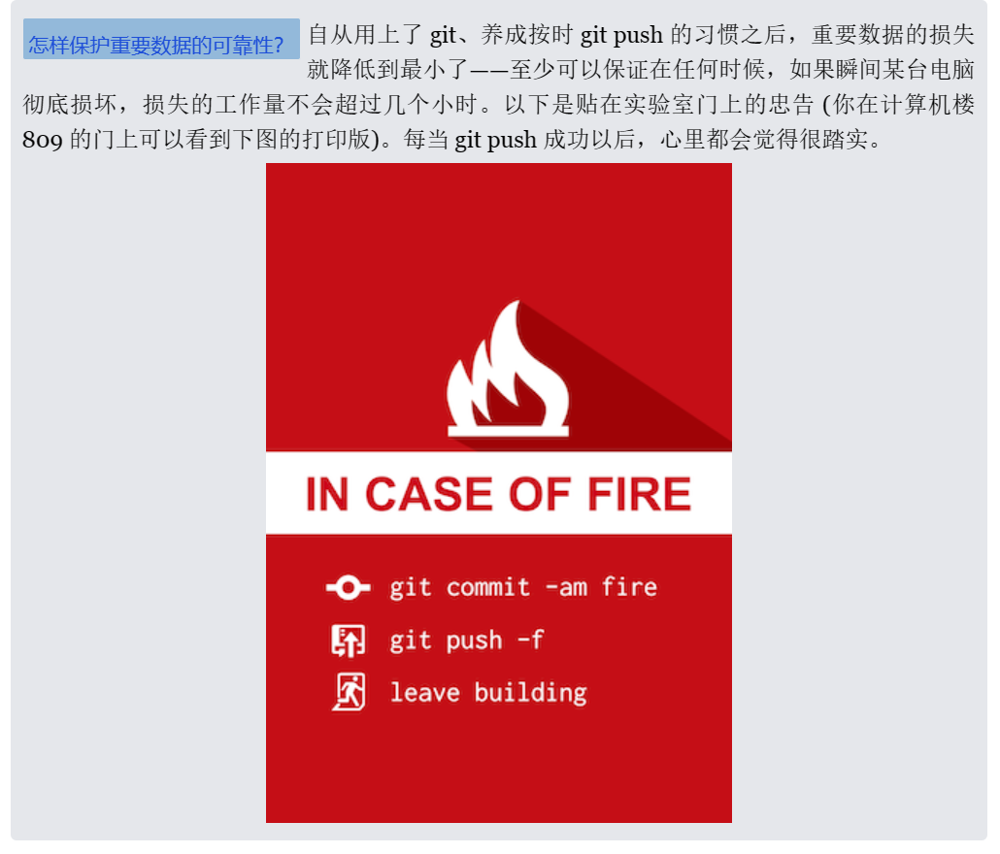 怎样保护重要数据的可靠性？
自从用上了 git、养成按时 git push 的习惯之后，重要数据的损失
就降低到最小了——至少可以保证在任何时候，如果瞬间某台电脑
彻底损坏，损失的工作量不会超过几个小时。以下是贴在实验室门上的忠告 (你在计算机楼
809 的门上可以看到下图的打印版)。每当 git push 成功以后，心里都会觉得很踏实。
IN CASE OF FIRE
git commit -am fire
git push -f
leave building